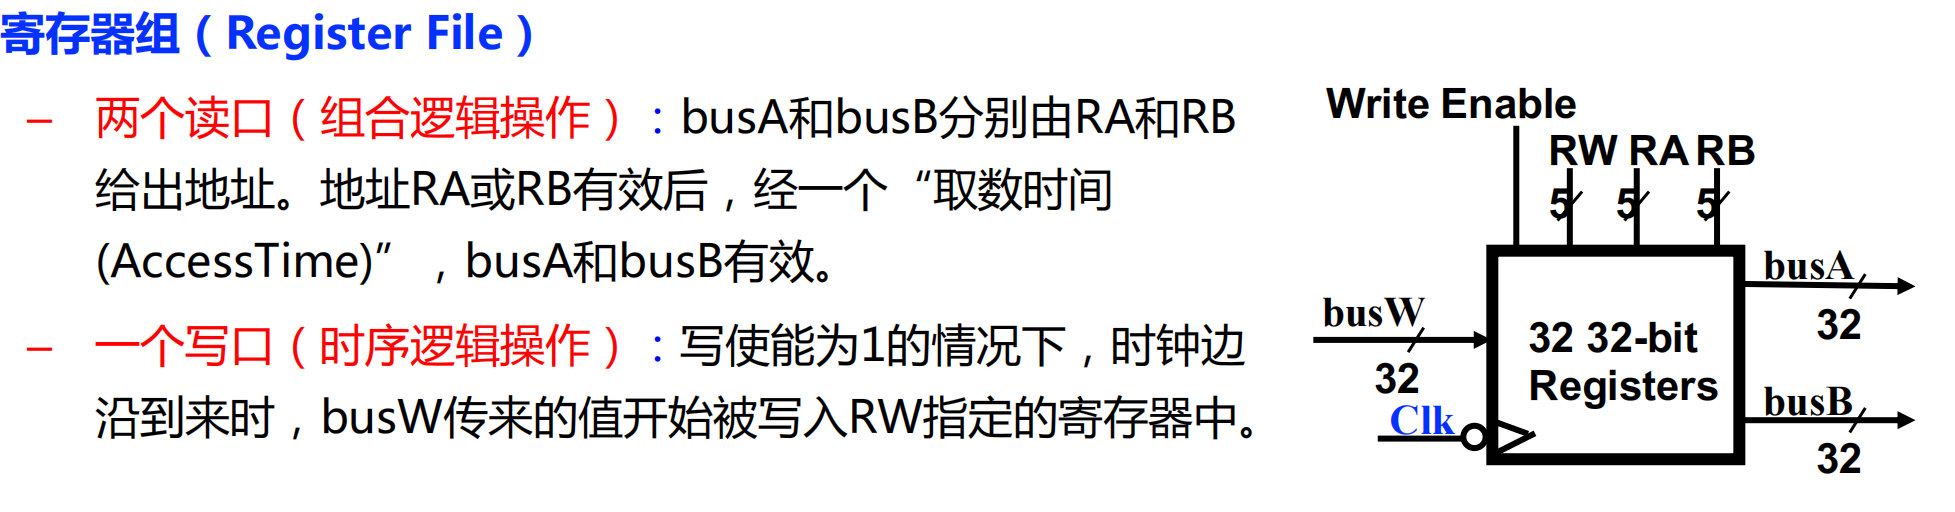 寄存器组（Register File）
– 两个读口（组合逻辑操作）：busA和busB分别由RA和RB
给出地址。地址RA或RB有效后，经一个“取数时间
(AccessTime)”，busA和busB有效。
– 一个写口（时序逻辑操作）：写使能为1的情况下，时钟边
沿到来时，busW传来的值开始被写入RW指定的寄存器中。
Write Enable
RW RA RB
5 5 5
busW
32
Clk
32 32-bit
Registers
busA
32
busB
32